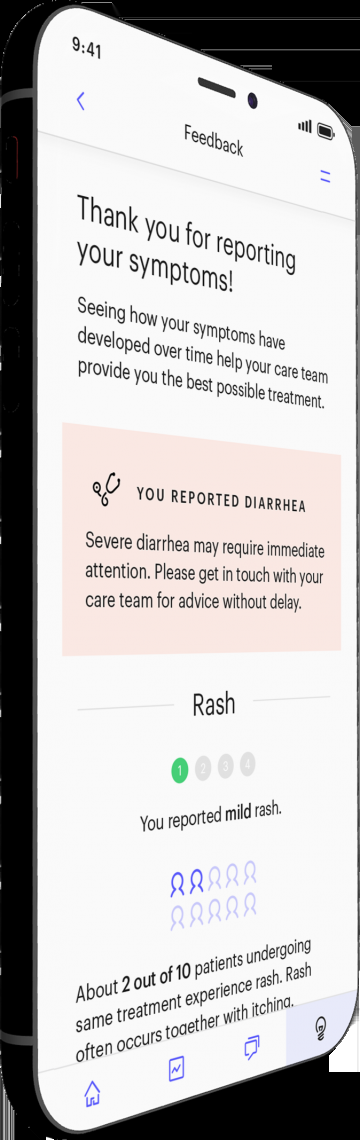 9:41
Feedback
Thank you for reporting
your symptoms!
Seeing how your symptoms have
developed over time help your care team
provide you the best possible treatment.
YOU REPORTED DIARRHEA
Severe diarrhea may require immediate
attention. Please get in touch with your
care team for advice without delay.
Rash
1 2 3 4
You reported mild rash.
About 2 out of 10 patients undergoing
same treatment experience rash. Rash
often occurs together with itching.